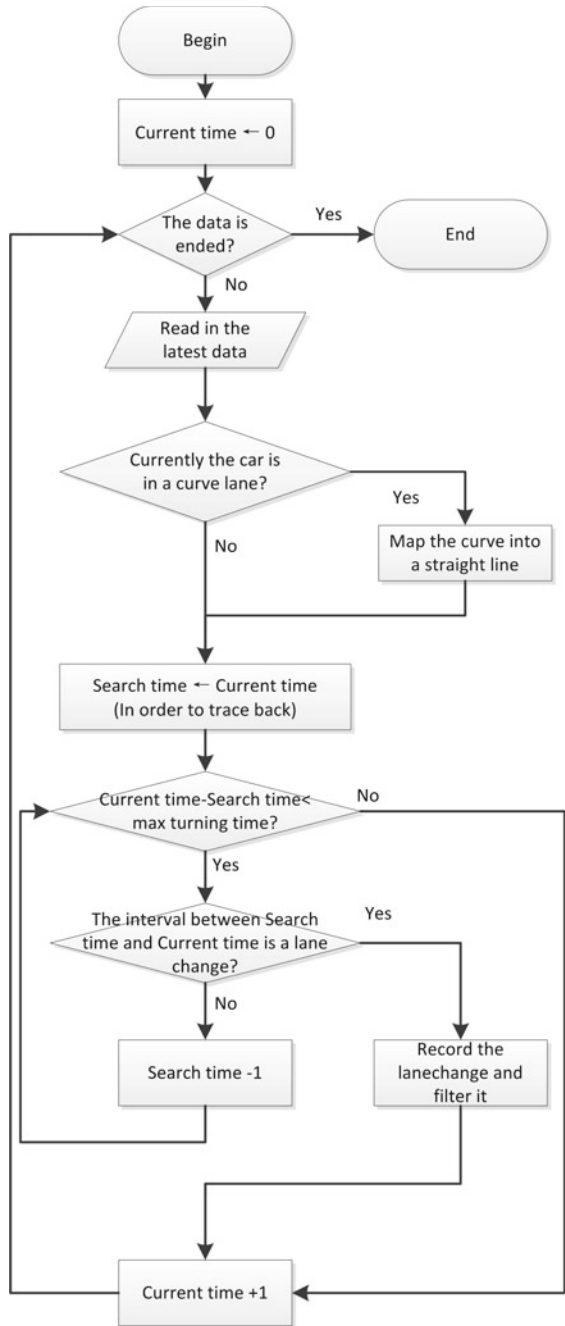 Begin
Current time ← 0
The data is
ended?
Yes
End
No
Read in the
latest data
Currently the car is
in a curve lane?
Yes
No
Map the curve into
a straight line
Search time ← Current time
(In order to trace back)
Current time-Search time<
max turning time?
No
Yes
The interval between Search
time and Current time is a lane
change?
Yes
No
Search time -1
Record the
lanechange and
filter it
Current time +1